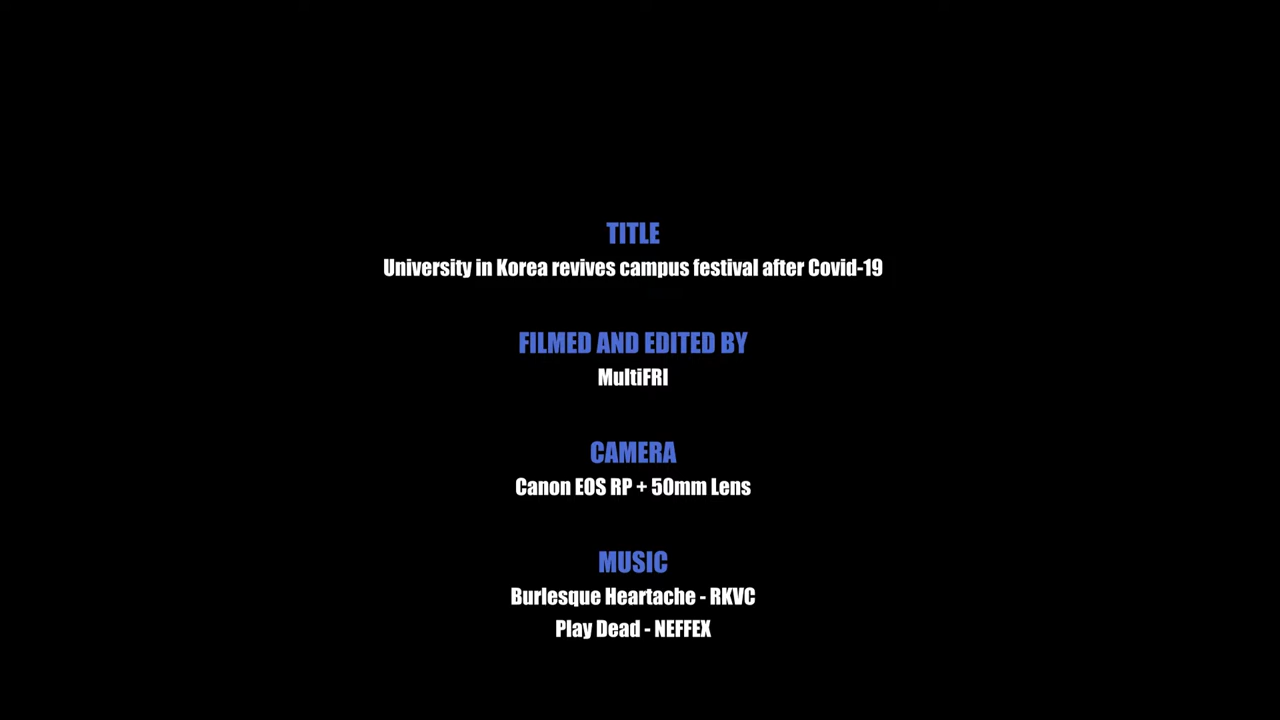 TITLE
University in Korea revives campus festival after Covid-19
FILMED AND EDITED BY
MultiFRI
CAMERA
Canon EOS RP + 50mm Lens
MUSIC
Burlesque Heartache - RKVC
Play Dead - NEFFEX